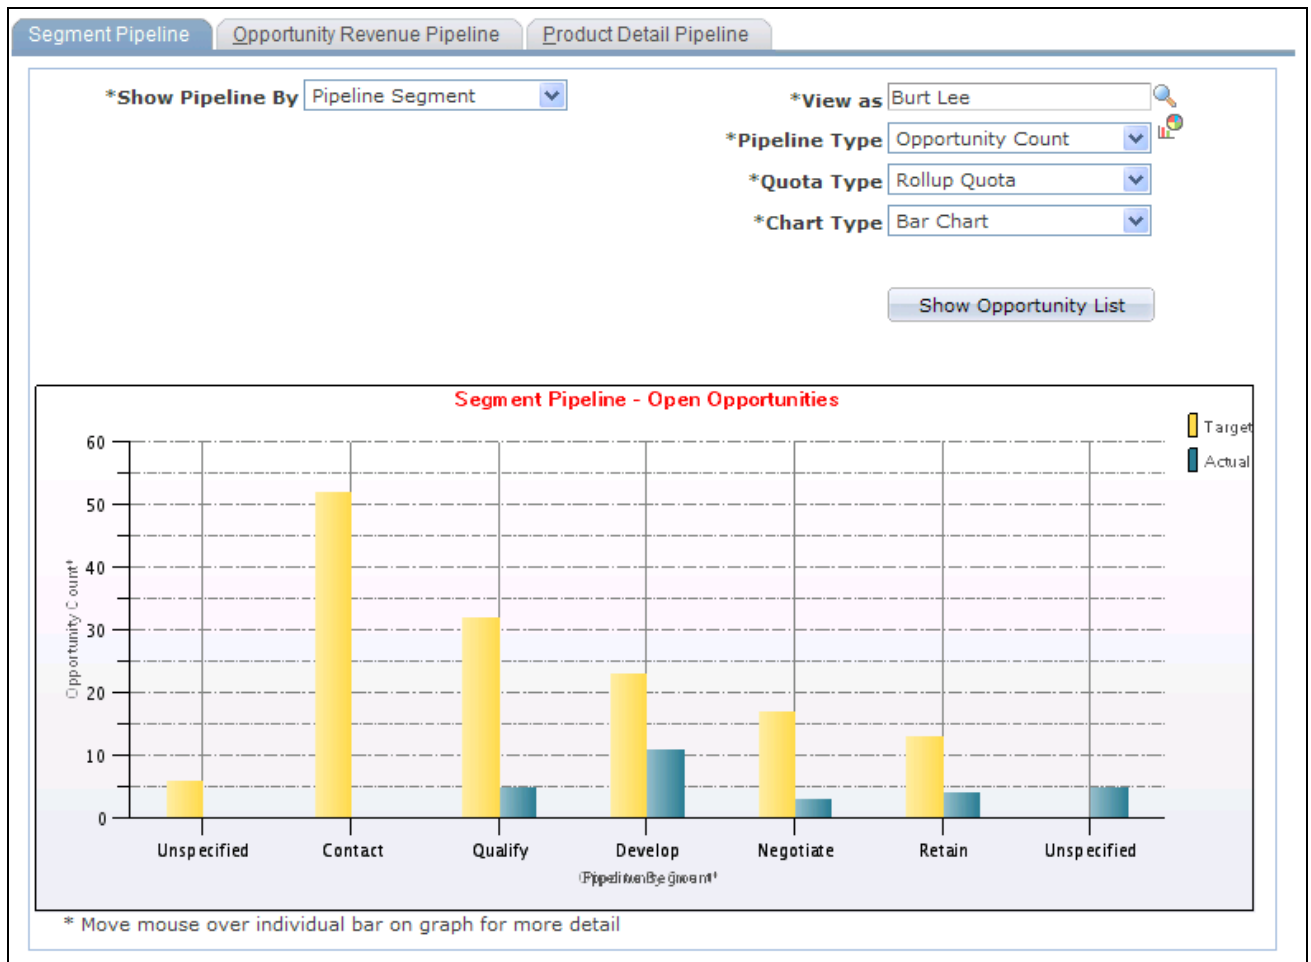 Segment Pipeline
Opportunity Revenue Pipeline
Product Detail Pipeline
*Show Pipeline By Pipeline Segment
*View as Burt Lee
*Pipeline Type Opportunity Count
*Quota Type Rollup Quota
*Chart Type Bar Chart
Show Opportunity List
Segment Pipeline - Open Opportunities
Target
Actual
60
50
40
30
20
10
0
Opportunity Count*
Unspecified Contact Qualify Develop Negotiate Retain Unspecified
* Move mouse over individual bar on graph for more detail